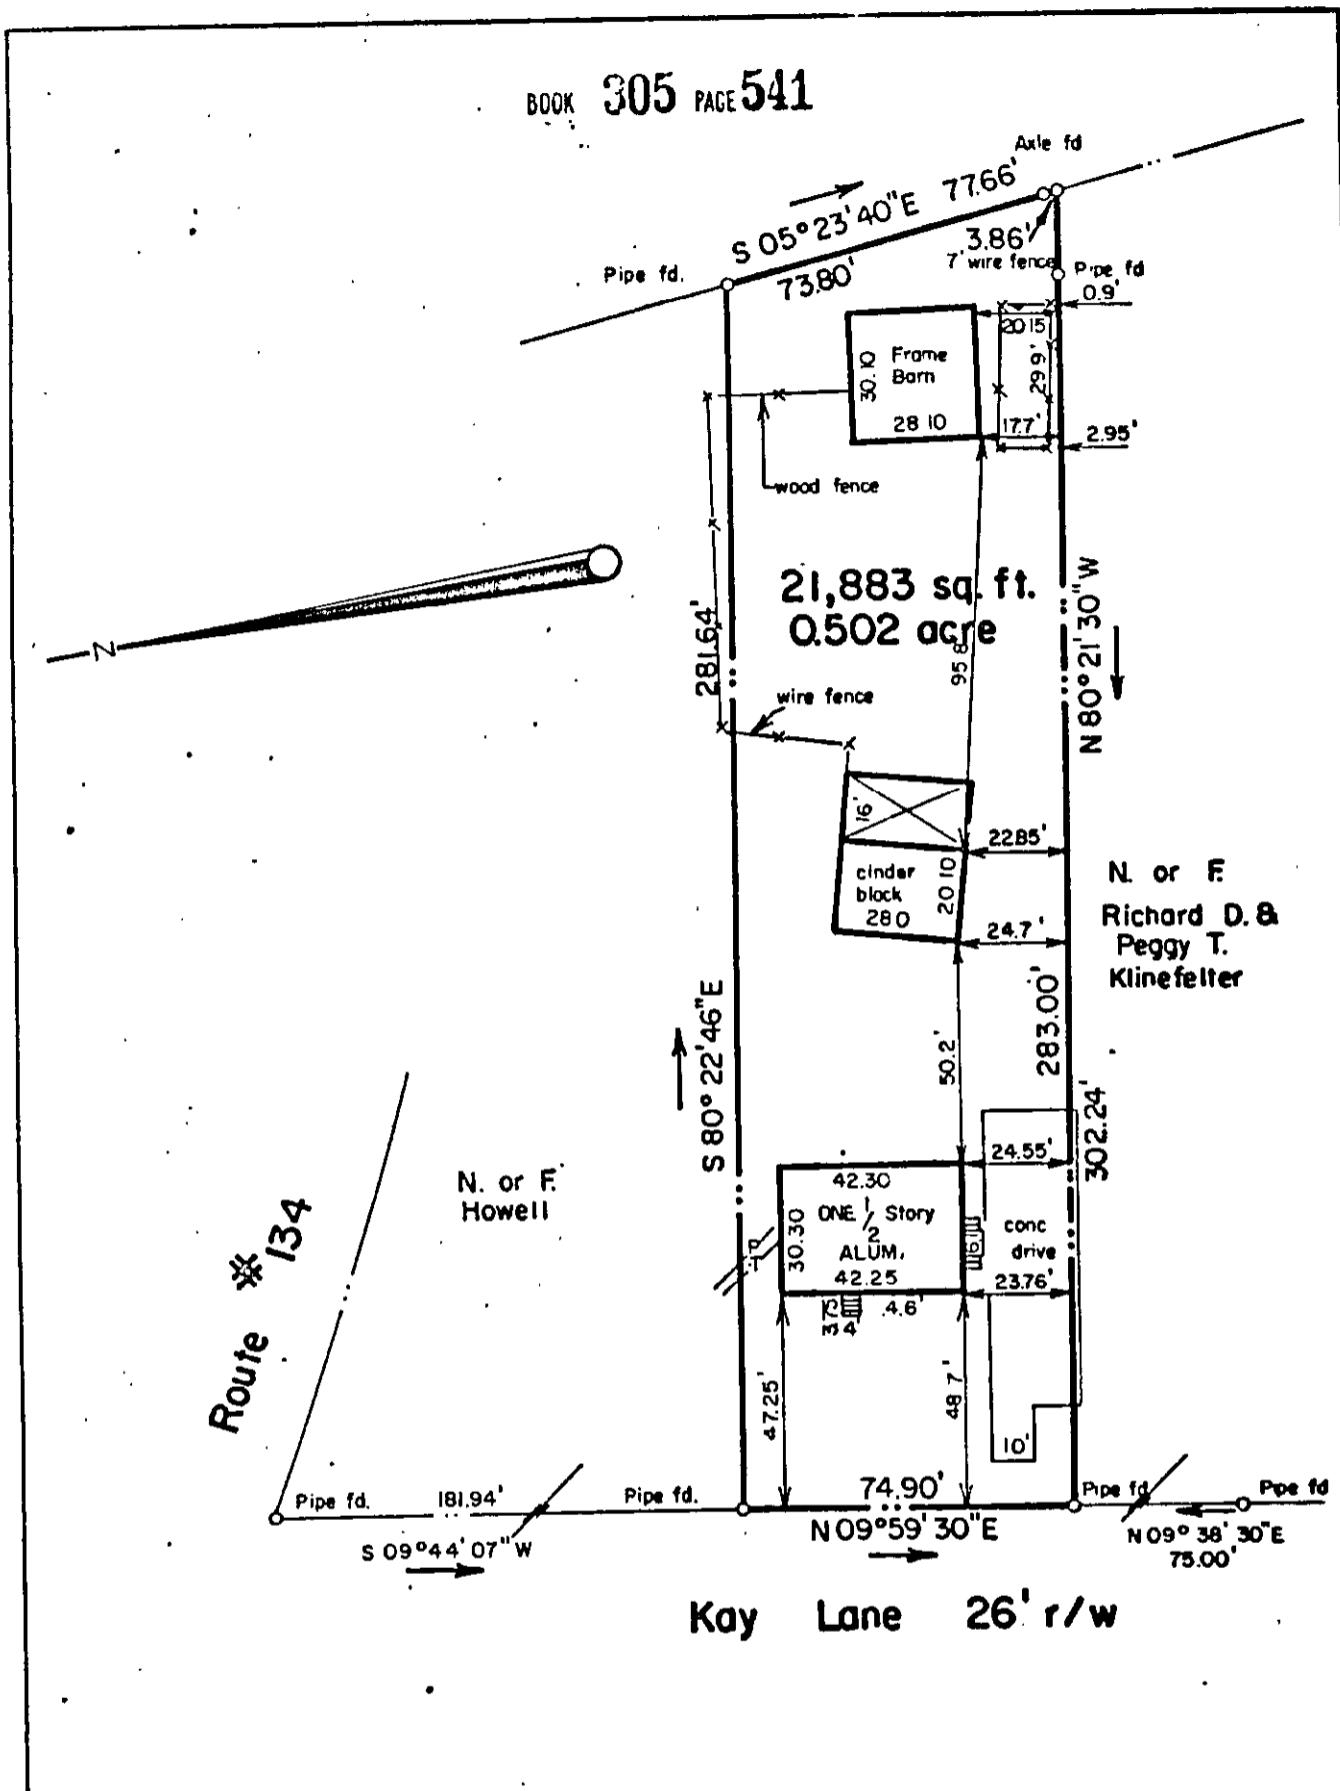 BOOK 305 PAGE 541
Axle fd
S 05°23'40"E 77.66'
73.80'
3.86'
7' wire fence
Pipe fd.
Pipe fd
0.9'
20 15
29.9'
Frame
Barn
30.10
28 10
17.7'
2.95'
wood fence
N
21,883 sq. ft.
0.502 acre
281.64'
95.8
N 80°21'30"W
wire fence
16'
cinder
block
28 0
20 10
22.85'
24.7'
N. or F.
Richard D. &
Peggy T.
Klinefelter
S 80°22'46"E
50.2'
283.00'
302.24'
N. or F.
Howell
Route # 134
24.55'
42.30
30.30
ONE 1/2 Story
ALUM.
42.25
conc
drive
23.76'
4.6'
47.25'
48 7'
10'
Pipe fd.
181.94'
Pipe fd.
74.90'
Pipe fd
Pipe fd
S 09°44'07"W
N 09°59'30"E
N 09°38'30"E
75.00'
Kay Lane 26' r/w